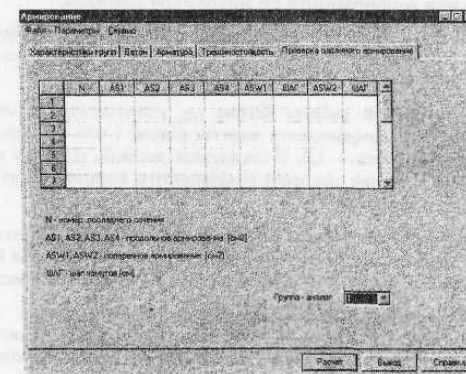 Армирование
Файл Параметры Сервис
Характеристики групп Бетон Арматура Трещиностойкость Проверка заданного армирования
N AS1 AS2 AS3 AS4 ASW1 ШАГ ASW2 ШАГ
1
2
3
4
5
6
7
N - номер последнего сечения
AS1, AS2, AS3, AS4 - продольное армирование [см2]
ASW1, ASW2 - поперечное армирование [см2]
ШАГ - шаг хомутов [см]
Группа - аналог
Расчет Выход Справка